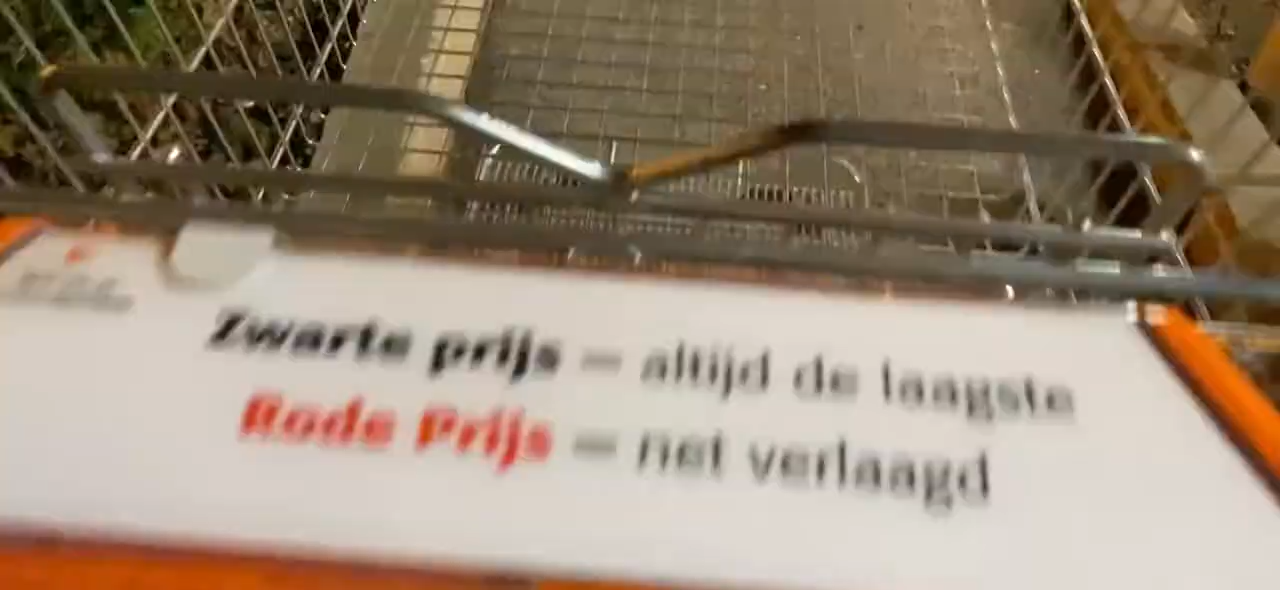 Zwarte prijs – altijd de laagste
Rode Prijs – net verlaagd